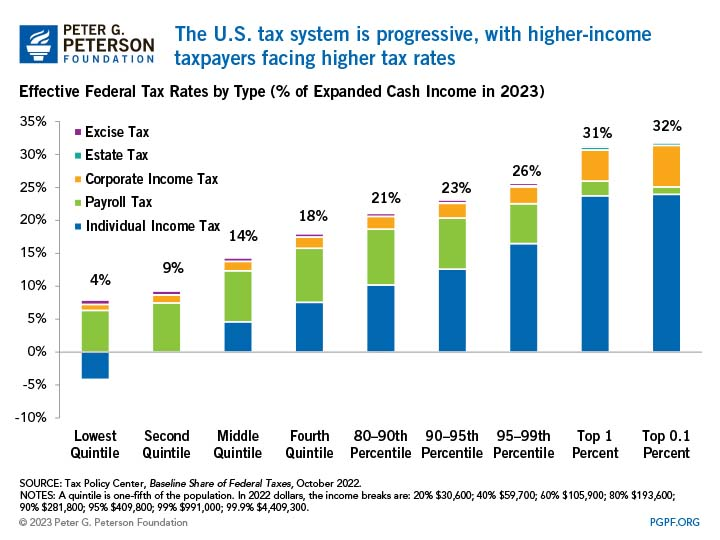 PETER G.
PETERSON
FOUNDATION
The U.S. tax system is progressive, with higher-income
taxpayers facing higher tax rates
Effective Federal Tax Rates by Type (% of Expanded Cash Income in 2023)
35%
30%
25%
20%
15%
10%
5%
0%
-5%
-10%
Excise Tax
Estate Tax
Corporate Income Tax
Payroll Tax
Individual Income Tax
4%
9%
14%
18%
21%
23%
26%
31%
32%
Lowest
Quintile
Second
Quintile
Middle
Quintile
Fourth
Quintile
80–90th
Percentile
90–95th
Percentile
95–99th
Percentile
Top 1
Percent
Top 0.1
Percent
SOURCE: Tax Policy Center, Baseline Share of Federal Taxes, October 2022.
NOTES: A quintile is one-fifth of the population. In 2022 dollars, the income breaks are: 20% $30,600; 40% $59,700; 60% $105,900; 80% $193,600;
90% $281,800; 95% $409,800; 99% $991,000; 99.9% $4,409,300.
© 2023 Peter G. Peterson Foundation
PGPF.ORG